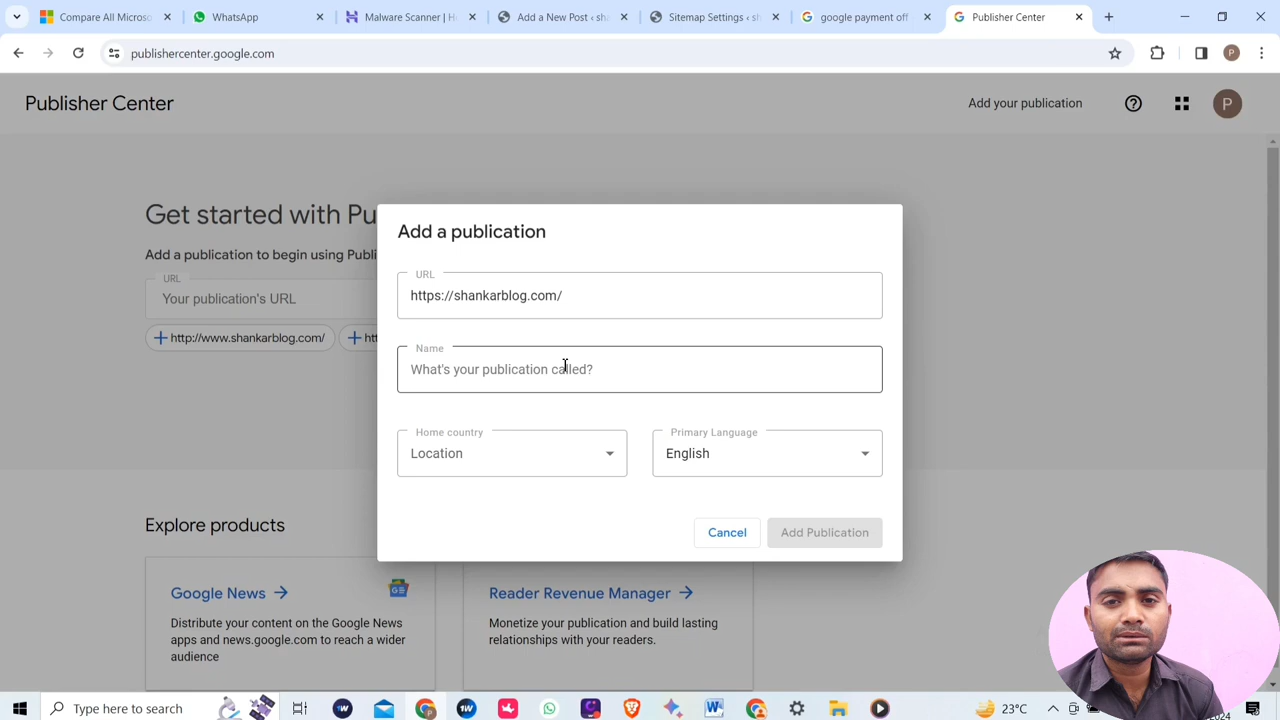 Compare All Microso
WhatsApp
Malware Scanner | H
Add a New Post ‹ sha
Sitemap Settings ‹ sh
google payment off
Publisher Center
publishercenter.google.com
P
Publisher Center
Add your publication
P
Get started with Pu
Add a publication to begin using Publi
URL
Your publication's URL
http://www.shankarblog.com/
Add a publication
URL
https://shankarblog.com/
Name
What's your publication called?
Home country
Location
Primary Language
English
Cancel
Add Publication
Explore products
Google News
Distribute your content on the Google News
apps and news.google.com to reach a wider
audience
Reader Revenue Manager
Monetize your publication and build lasting
relationships with your readers.
Type here to search
23°C